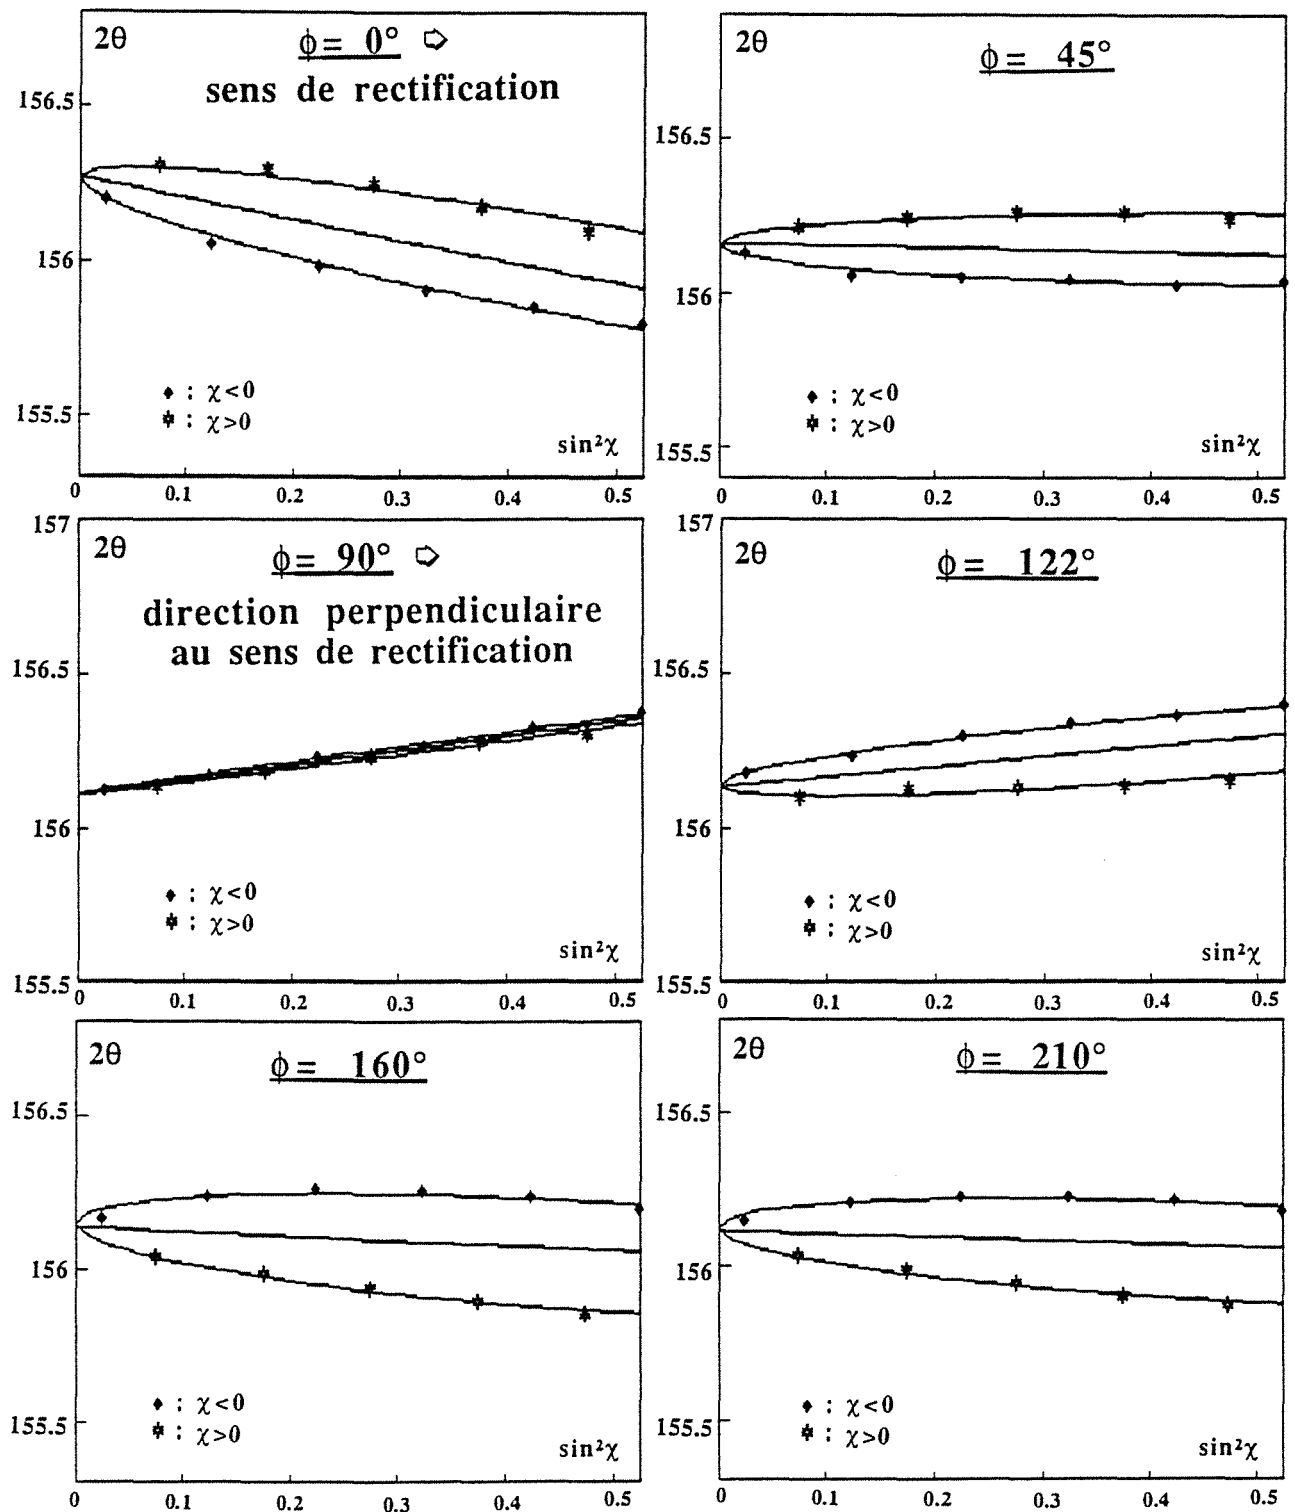 2θ
ϕ= 0° ⇨
sens de rectification
156.5
156
155.5
♦ : χ<0
✡ : χ>0
sin²χ
0 0.1 0.2 0.3 0.4 0.5
2θ
ϕ= 45°
156.5
156
155.5
♦ : χ<0
✡ : χ>0
sin²χ
0 0.1 0.2 0.3 0.4 0.5
157
2θ
ϕ= 90° ⇨
direction perpendiculaire
au sens de rectification
156.5
156
155.5
♦ : χ<0
✡ : χ>0
sin²χ
0 0.1 0.2 0.3 0.4 0.5
157
2θ
ϕ= 122°
156.5
156
155.5
♦ : χ<0
✡ : χ>0
sin²χ
0 0.1 0.2 0.3 0.4 0.5
2θ
ϕ= 160°
156.5
156
155.5
♦ : χ<0
✡ : χ>0
sin²χ
0 0.1 0.2 0.3 0.4 0.5
2θ
ϕ= 210°
156.5
156
155.5
♦ : χ<0
✡ : χ>0
sin²χ
0 0.1 0.2 0.3 0.4 0.5